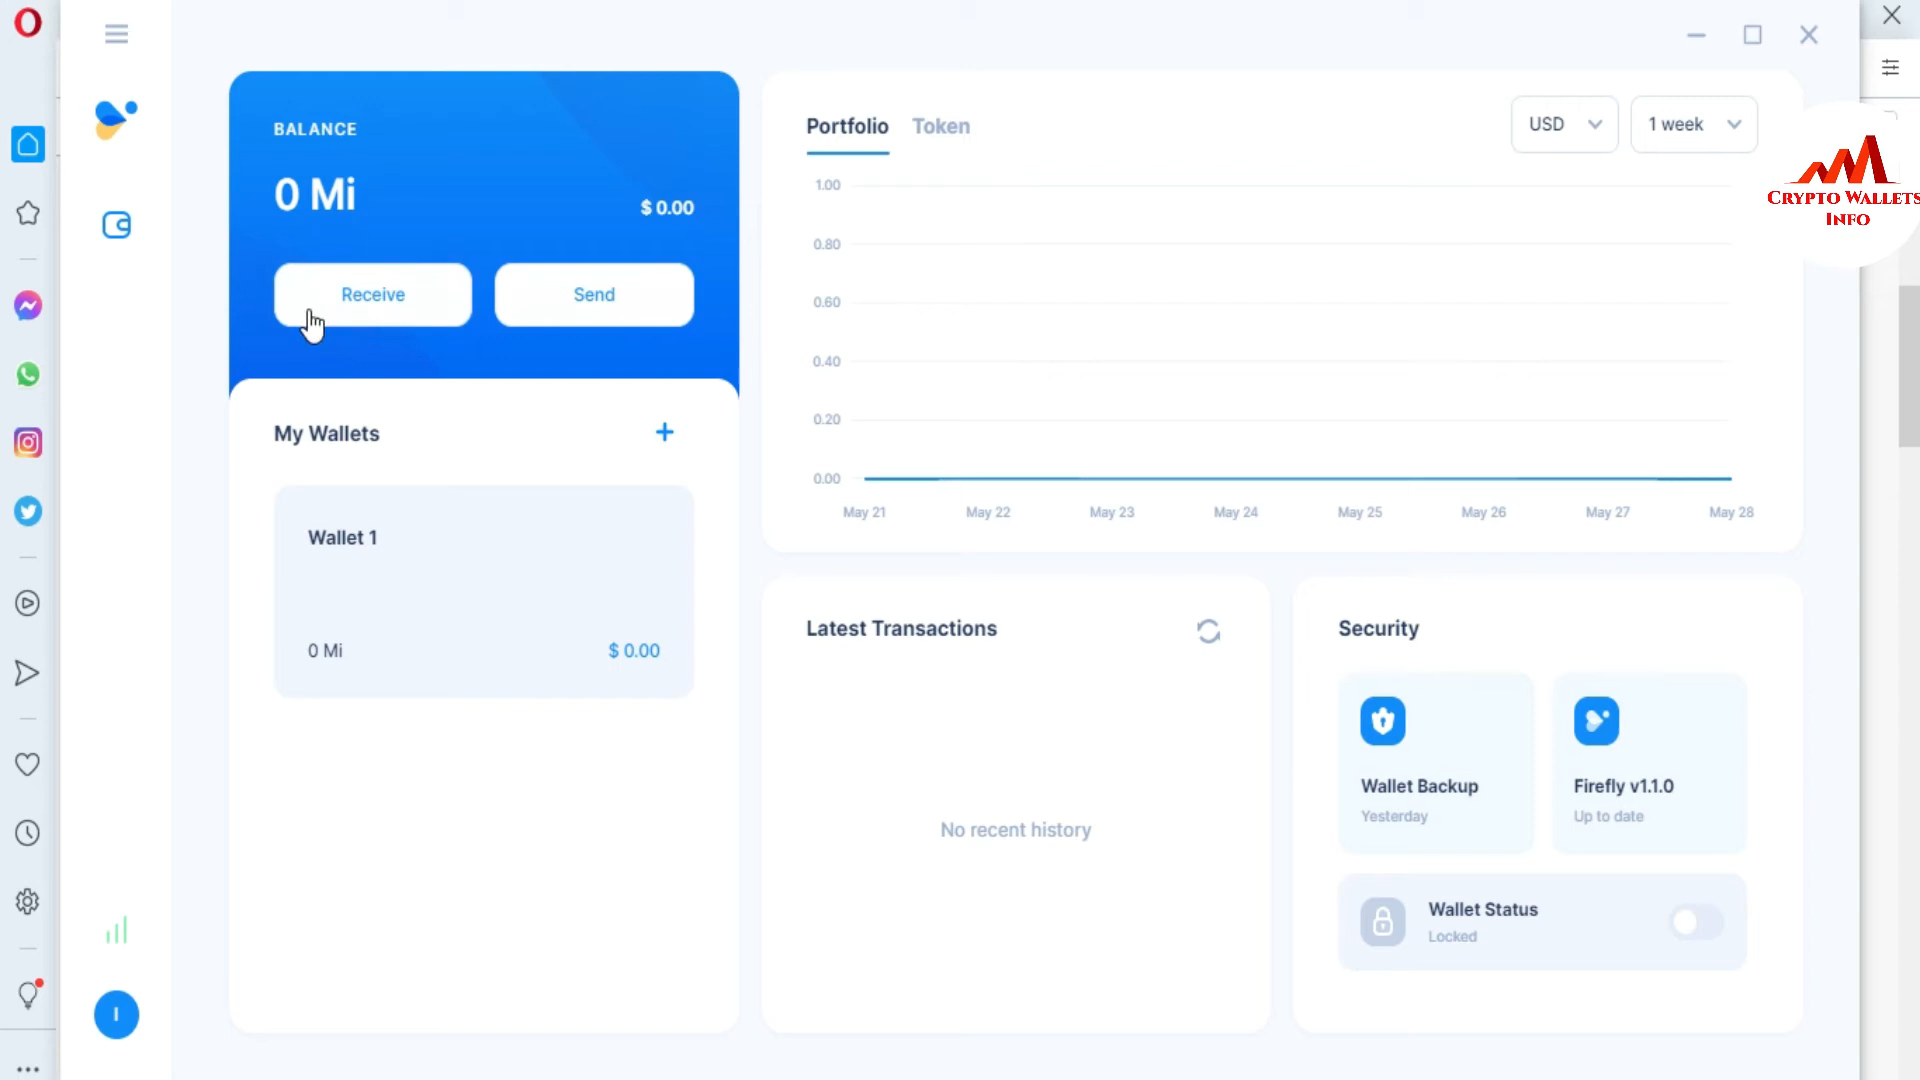 BALANCE
0 Mi
$ 0.00
Receive
Send
My Wallets
Wallet 1
0 Mi
$ 0.00
Portfolio
Token
USD
1 week
1.00
0.80
0.60
0.40
0.20
0.00
May 21
May 22
May 23
May 24
May 25
May 26
May 27
May 28
Latest Transactions
No recent history
Security
Wallet Backup
Yesterday
Firefly v1.1.0
Up to date
Wallet Status
Locked
I
CRYPTO WALLETS
INFO